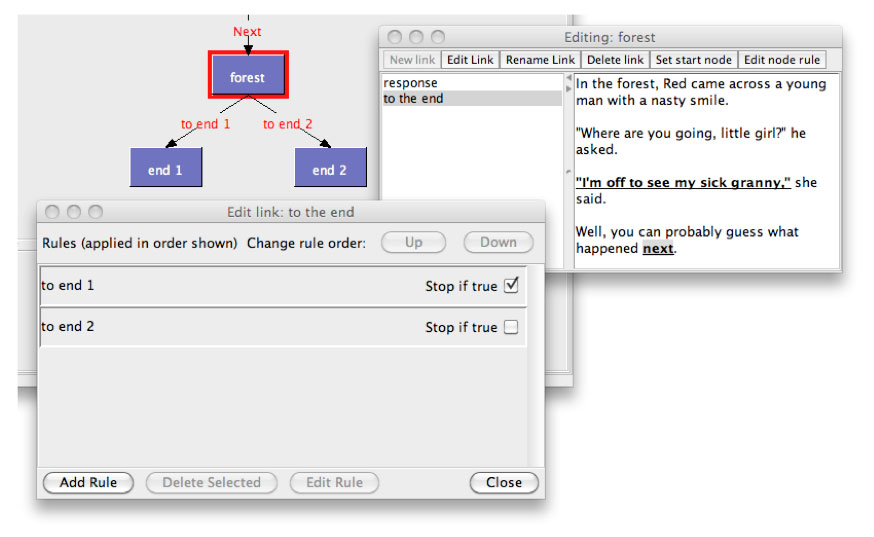 Next
forest
to end 1
to end 2
end 1
end 2
Editing: forest
New link
Edit Link
Rename Link
Delete link
Set start node
Edit node rule
response
to the end
In the forest, Red came across a young
man with a nasty smile.
"Where are you going, little girl?" he
asked.
"I'm off to see my sick granny," she
said.
Well, you can probably guess what
happened next.
Edit link: to the end
Rules (applied in order shown) Change rule order:
Up
Down
to end 1
Stop if true
to end 2
Stop if true
Add Rule
Delete Selected
Edit Rule
Close